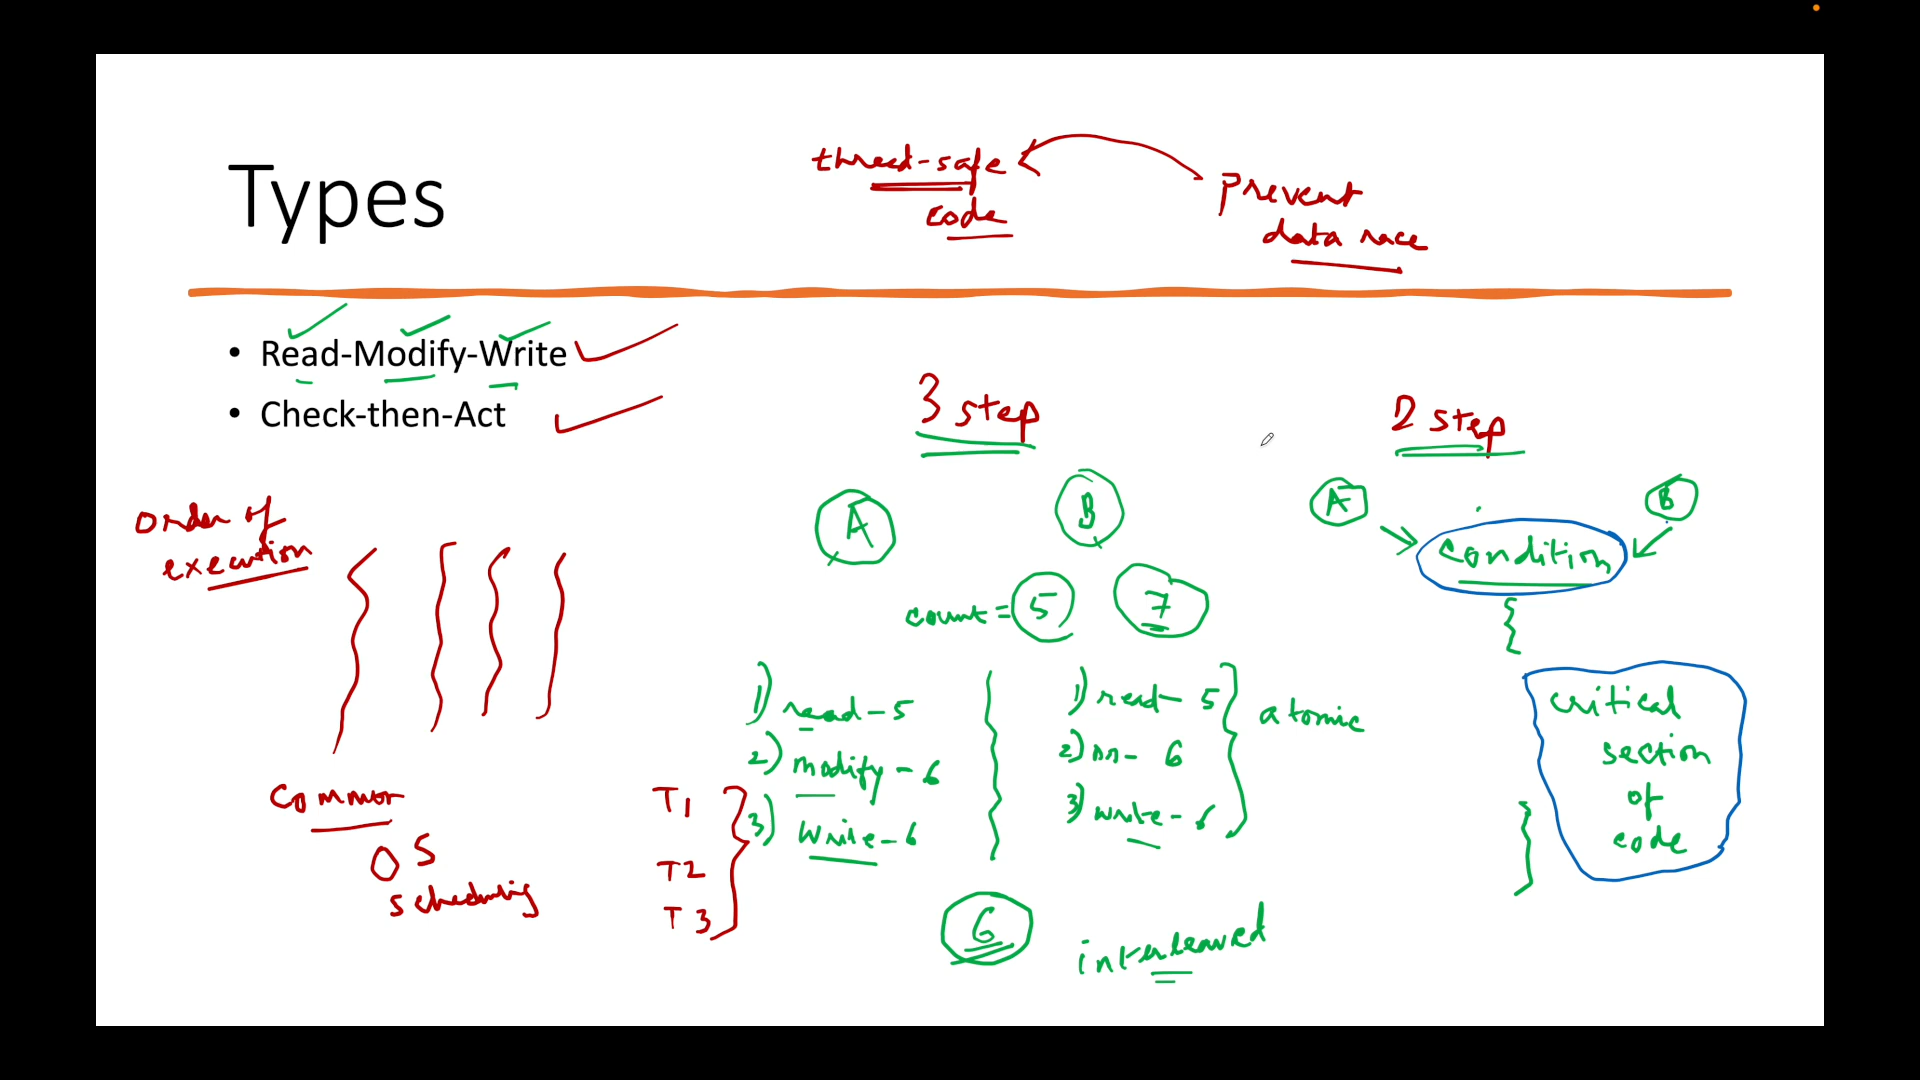 Types
thread-safe
code
prevent
data race
• Read-Modify-Write
• Check-then-Act
order of
execution
common
OS
scheduling
T1
T2
T3
3 step
A
B
count = 5
7
1) read - 5
2) modify - 6
3) write - 6
1) read - 5
2) m - 6
3) write - 6
atomic
6
interleaved
2 step
A
B
condition
{
critical
section
of
code
}